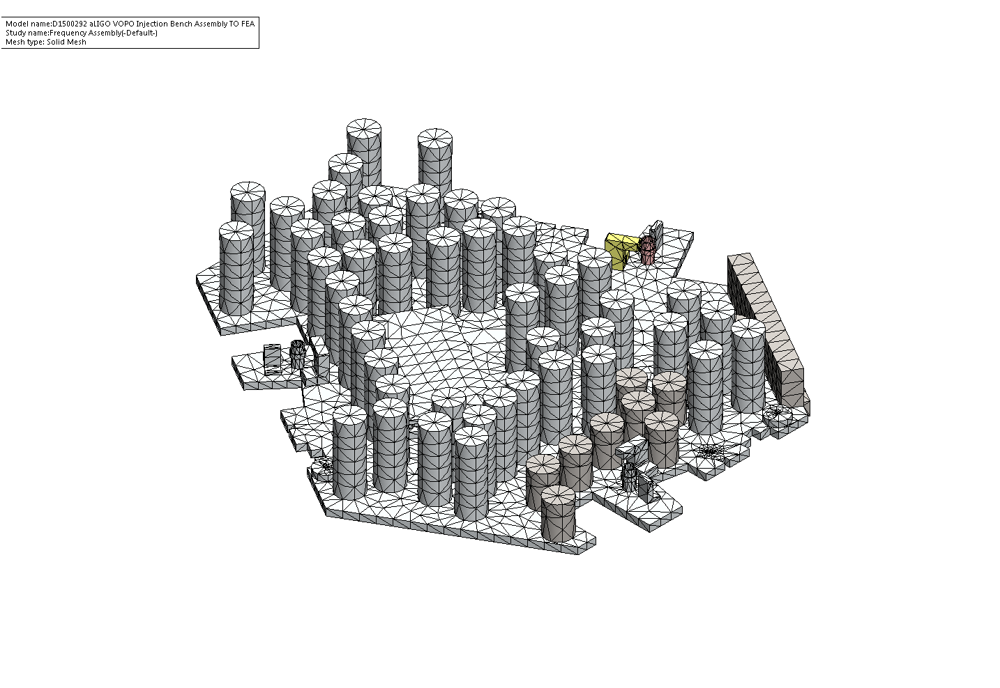 Model name:D1500292 aLIGO VOPO Injection Bench Assembly TO FEA
Study name:Frequency Assembly(-Default-)
Mesh type: Solid Mesh